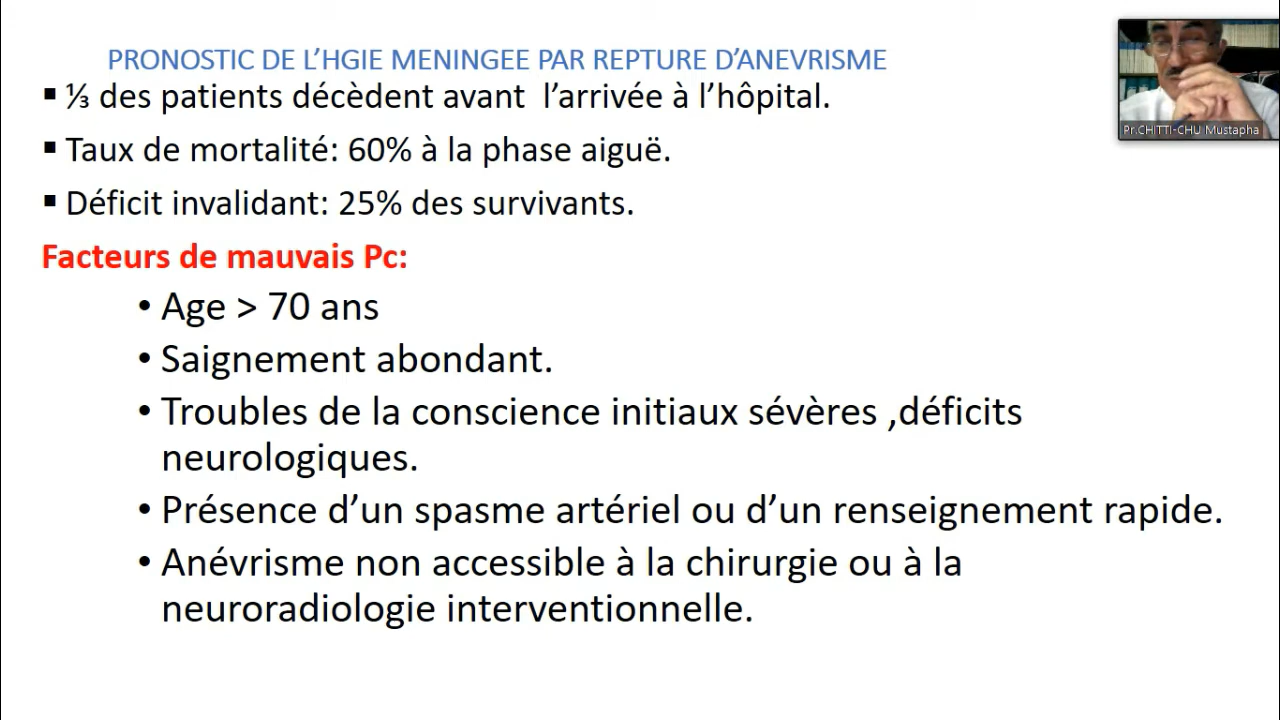 PRONOSTIC DE L’HGIE MENINGEE PAR REPTURE D’ANEVRISME
▪ ⅓ des patients décèdent avant l’arrivée à l’hôpital.
▪ Taux de mortalité: 60% à la phase aiguë.
▪ Déficit invalidant: 25% des survivants.
Facteurs de mauvais Pc:
• Age > 70 ans
• Saignement abondant.
• Troubles de la conscience initiaux sévères ,déficits
neurologiques.
• Présence d’un spasme artériel ou d’un renseignement rapide.
• Anévrisme non accessible à la chirurgie ou à la
neuroradiologie interventionnelle.
Pr.CHITTI-CHU Mustapha